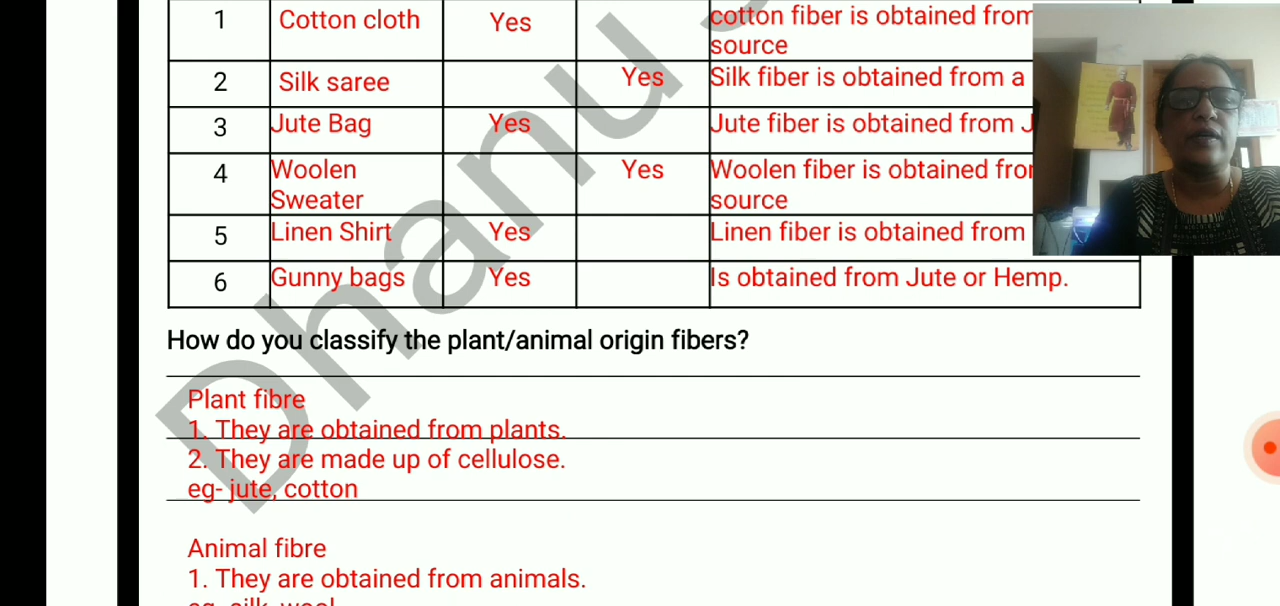 1 Cotton cloth Yes cotton fiber is obtained from
source
2 Silk saree Yes Silk fiber is obtained from a
3 Jute Bag Yes Jute fiber is obtained from J
4 Woolen Yes Woolen fiber is obtained from
Sweater source
5 Linen Shirt Yes Linen fiber is obtained from
6 Gunny bags Yes Is obtained from Jute or Hemp.
How do you classify the plant/animal origin fibers?
Plant fibre
1. They are obtained from plants.
2. They are made up of cellulose.
eg- jute, cotton
Animal fibre
1. They are obtained from animals.
eg- silk, wool
Dhanu